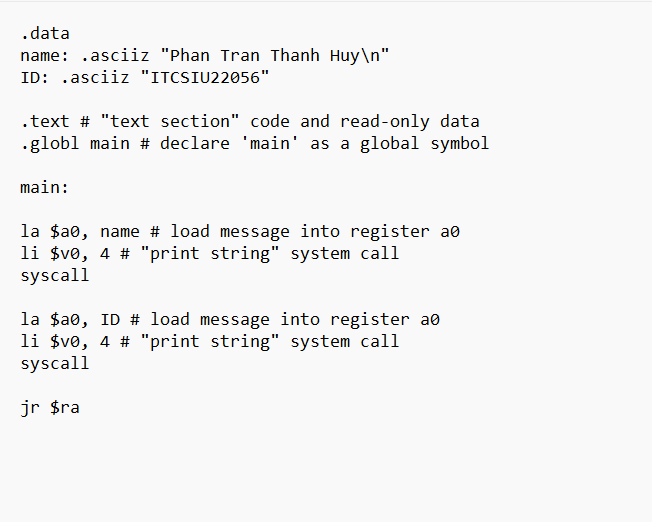 .data
name: .asciiz "Phan Tran Thanh Huy\n"
ID: .asciiz "ITCSIU22056"
.text # "text section" code and read-only data
.globl main # declare 'main' as a global symbol
main:
la $a0, name # load message into register a0
li $v0, 4 # "print string" system call
syscall
la $a0, ID # load message into register a0
li $v0, 4 # "print string" system call
syscall
jr $ra